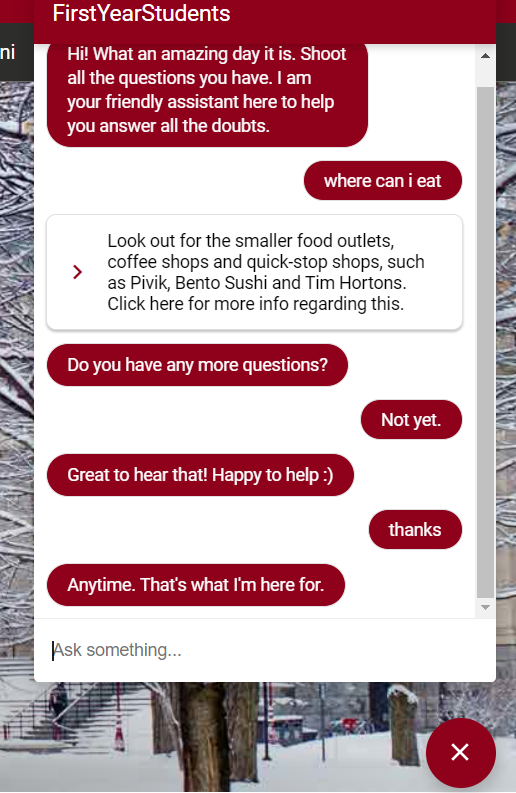 FirstYearStudents
ni
Hi! What an amazing day it is. Shoot
all the questions you have. I am
your friendly assistant here to help
you answer all the doubts.
where can i eat
Look out for the smaller food outlets,
coffee shops and quick-stop shops, such
as Pivik, Bento Sushi and Tim Hortons.
Click here for more info regarding this.
Do you have any more questions?
Not yet.
Great to hear that! Happy to help :)
thanks
Anytime. That's what I'm here for.
Ask something...